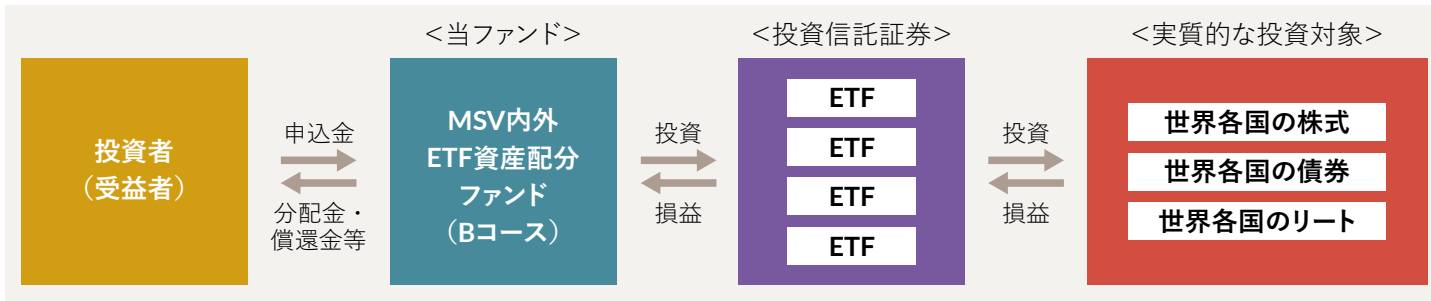 <当ファンド>
<投資信託証券>
<実質的な投資対象>
投資者
（受益者）
申込金
分配金・
償還金等
MSV内外
ETF資産配分
ファンド
（Bコース）
投資
損益
ETF
ETF
ETF
ETF
投資
損益
世界各国の株式
世界各国の債券
世界各国のリート